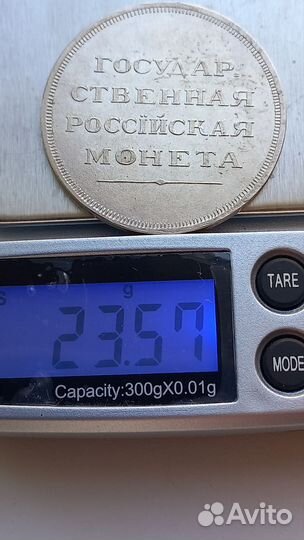 ГОСУДАР
СТВЕННАЯ
РОССІЙСКАЯ
МОНЕТА
S g
23.57
Capacity:300gX0.01g
TARE
MODE
Avito